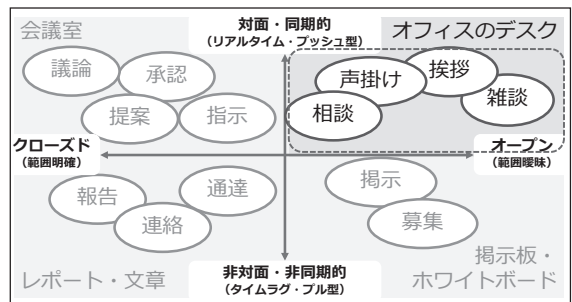 会議室
対面・同期的
(リアルタイム・プッシュ型)
オフィスのデスク
議論
承認
声掛け
挨拶
提案
指示
相談
雑談
クローズド
(範囲明確)
オープン
(範囲曖昧)
報告
通達
掲示
連絡
募集
レポート・文章
非対面・非同期的
(タイムラグ・プル型)
掲示板・
ホワイトボード